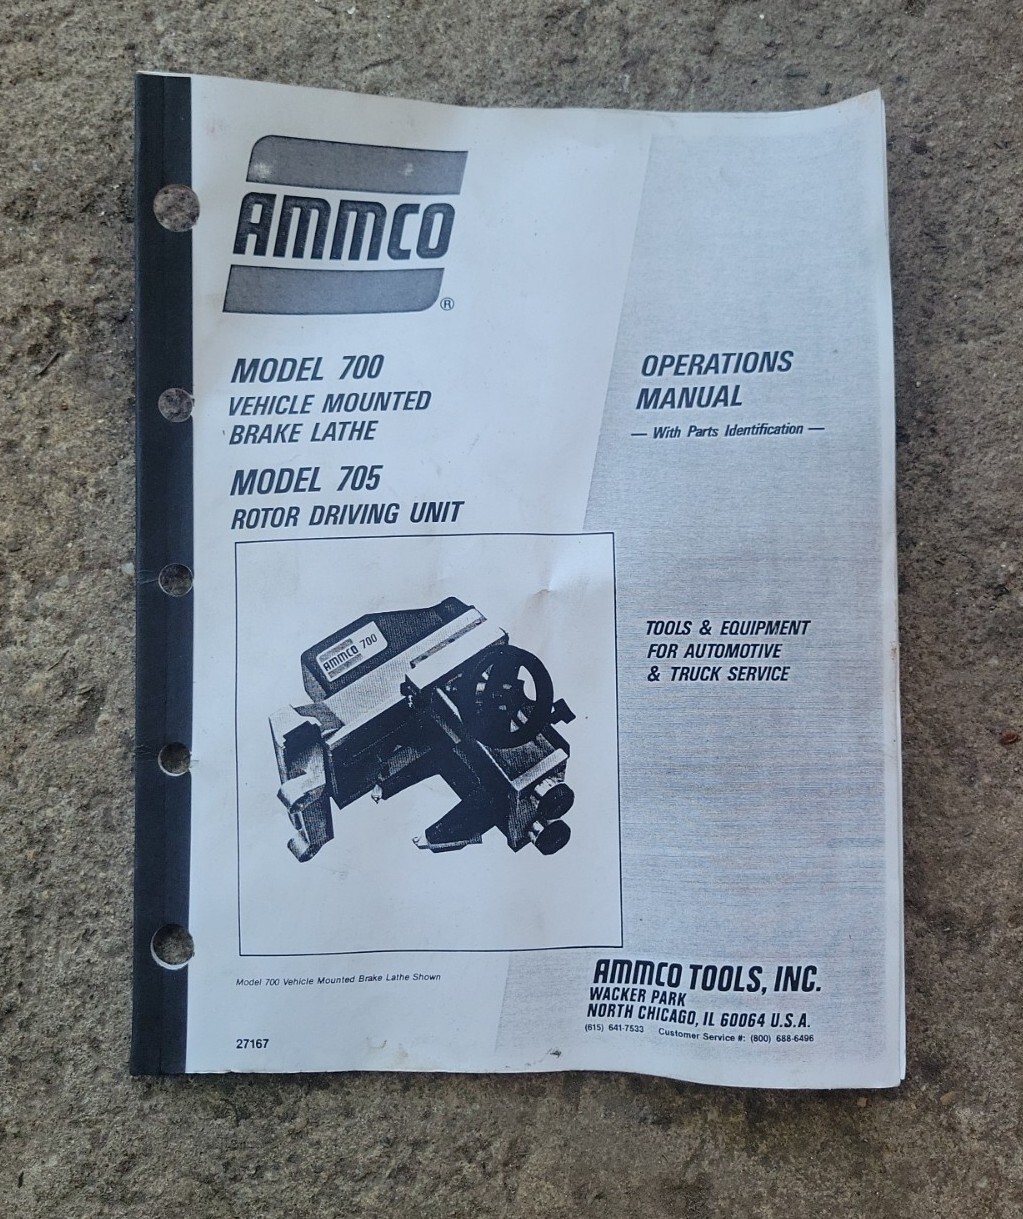 AMMCO
®
MODEL 700
VEHICLE MOUNTED
BRAKE LATHE
MODEL 705
ROTOR DRIVING UNIT
OPERATIONS
MANUAL
— With Parts Identification —
AMMCO 700
TOOLS & EQUIPMENT
FOR AUTOMOTIVE
& TRUCK SERVICE
Model 700 Vehicle Mounted Brake Lathe Shown
27167
AMMCO TOOLS, INC.
WACKER PARK
NORTH CHICAGO, IL 60064 U.S.A.
(615) 641-7533 Customer Service #: (800) 688-6496